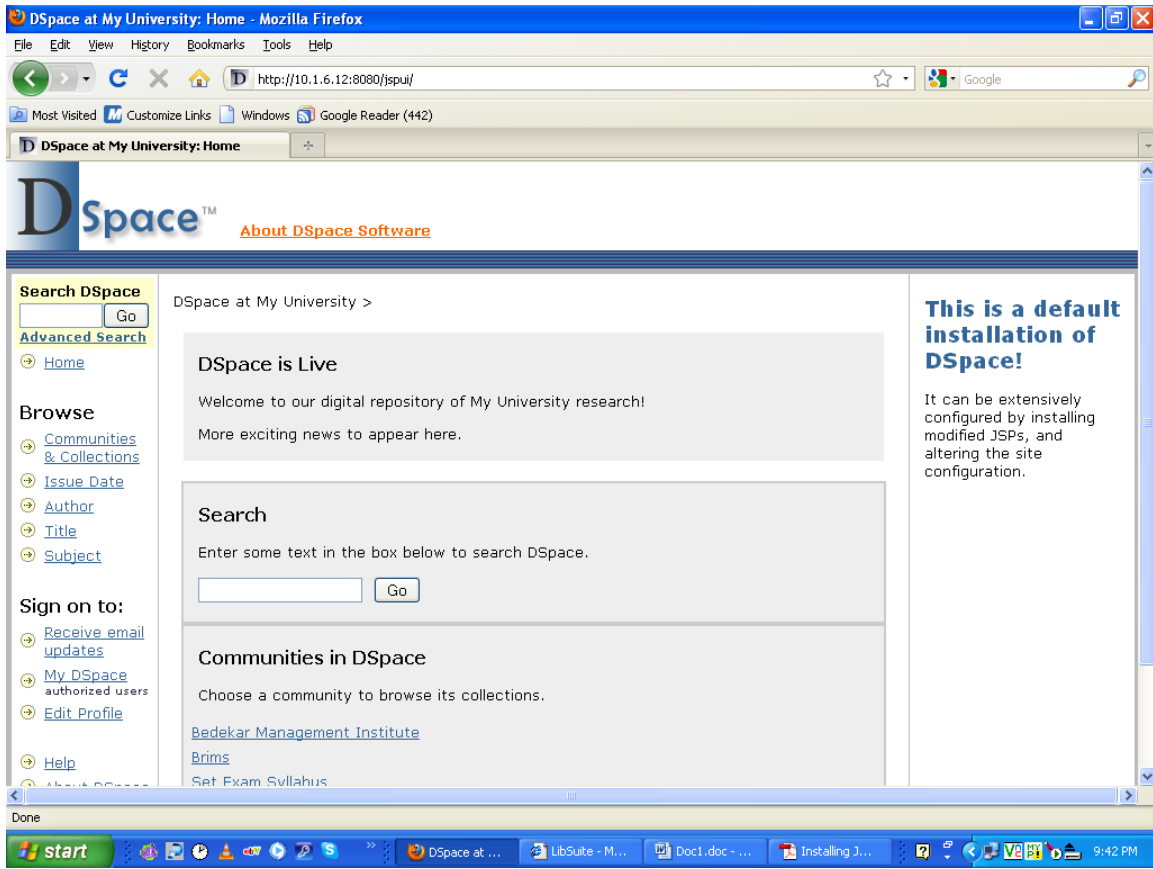 DSpace at My University: Home - Mozilla Firefox
File Edit View History Bookmarks Tools Help
http://10.1.6.12:8080/jspui/
Google
Most Visited Customize Links Windows Google Reader (442)
DSpace at My University: Home
DSpace™
About DSpace Software
Search DSpace
Go
Advanced Search
Home
Browse
Communities
& Collections
Issue Date
Author
Title
Subject
Sign on to:
Receive email
updates
My DSpace
authorized users
Edit Profile
Help
About DSpace
DSpace at My University >
DSpace is Live
Welcome to our digital repository of My University research!
More exciting news to appear here.
Search
Enter some text in the box below to search DSpace.
Go
Communities in DSpace
Choose a community to browse its collections.
Bedekar Management Institute
Brims
Set Exam Syllabus
This is a default
installation of
DSpace!
It can be extensively
configured by installing
modified JSPs, and
altering the site
configuration.
Done
start
DSpace at ...
LibSuite - M...
Doc1.doc - ...
Installing J...
9:42 PM